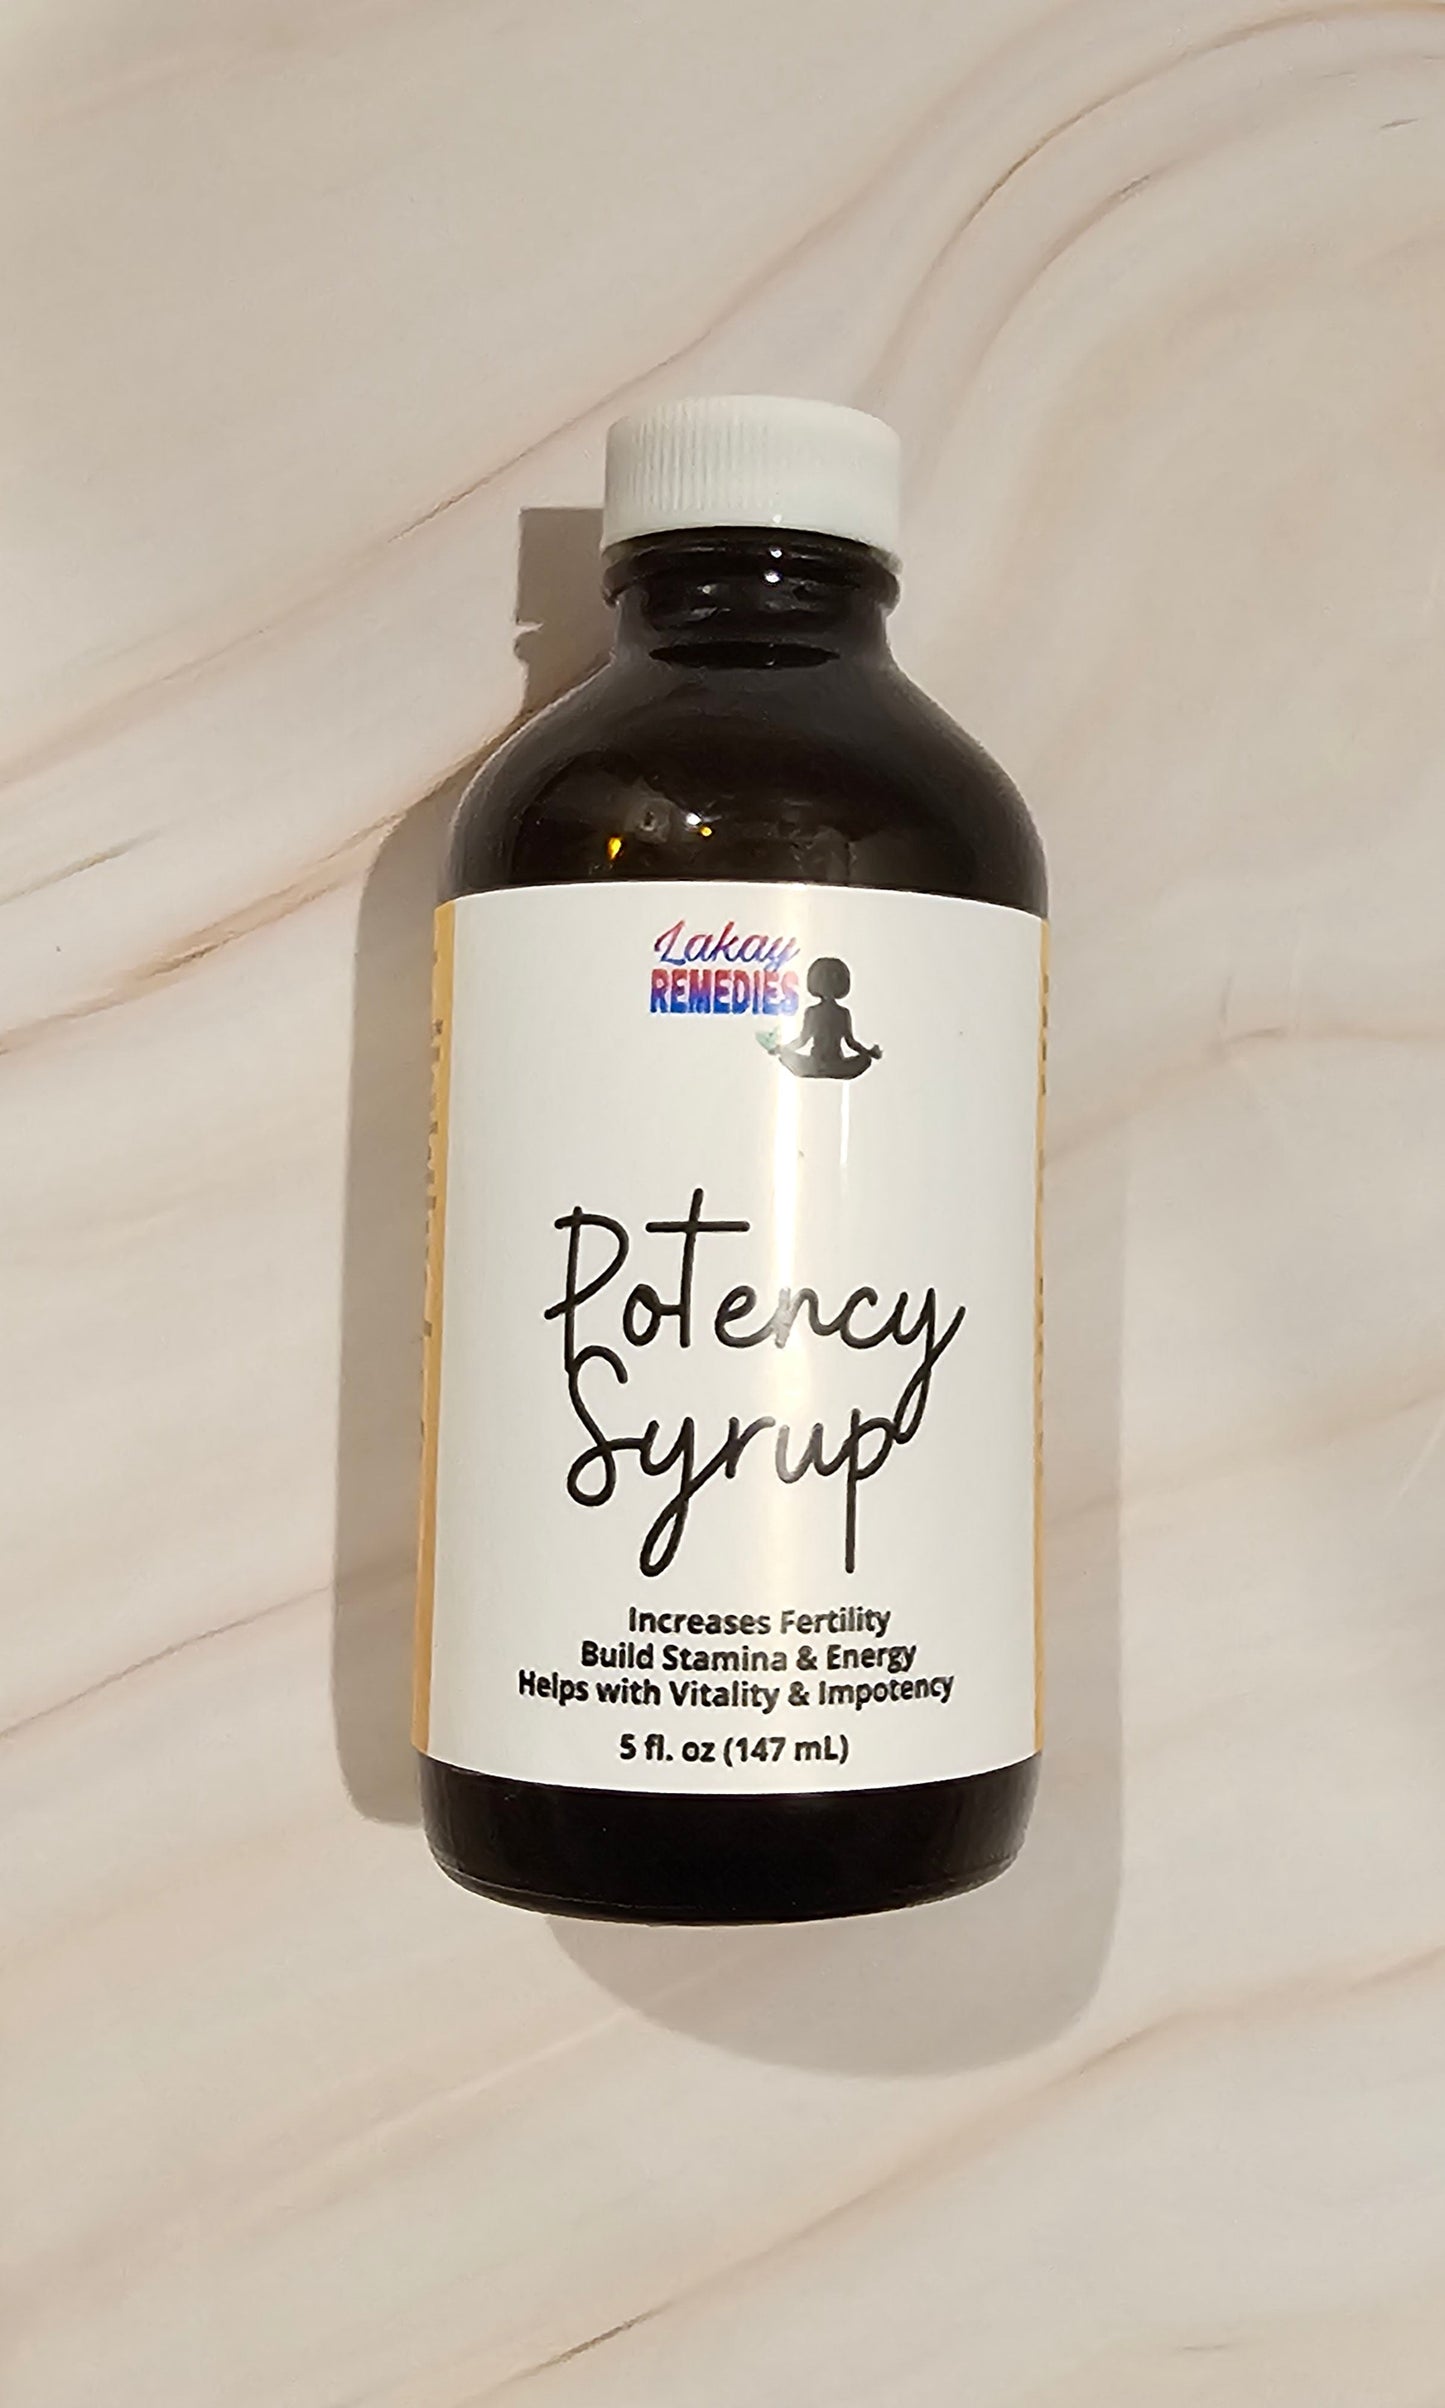 Lakay
REMEDIES
Potency
Syrup
Increases Fertility
Build Stamina & Energy
Helps with Vitality & Impotency
5 fl. oz (147 mL)